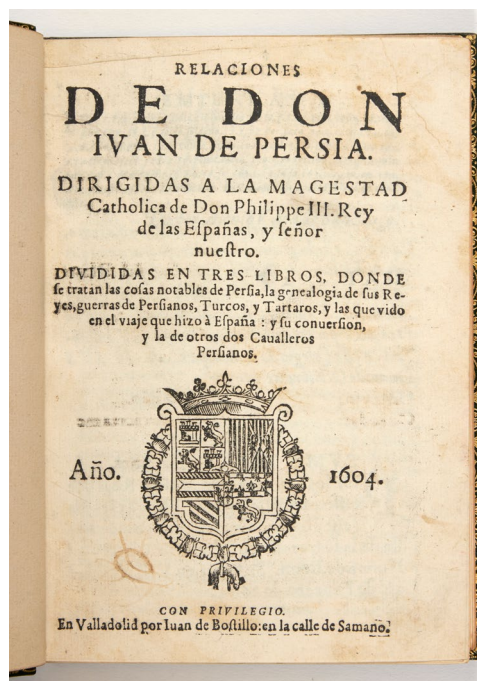 RELACIONES
DE DON
IVAN DE PERSIA.
DIRIGIDAS A LA MAGESTAD
Catholica de Don Philippe III. Rey
de las Eſpañas, y ſeñor
nueſtro.
DIVIDIDAS EN TRES LIBROS, DONDE
ſe tratan las coſas notables de Perſia, la genealogia de ſus Re-
yes, guerras de Perſianos, Turcos, y Tartaros, y las que vido
en el viaje que hizo à Eſpaña : y ſu conuerſion,
y la de otros dos Caualleros
Perſianos.
Año. 1604.
CON PRIVILEGIO.
En Valladolid por Iuan de Boſtillo: en la calle de Samano.